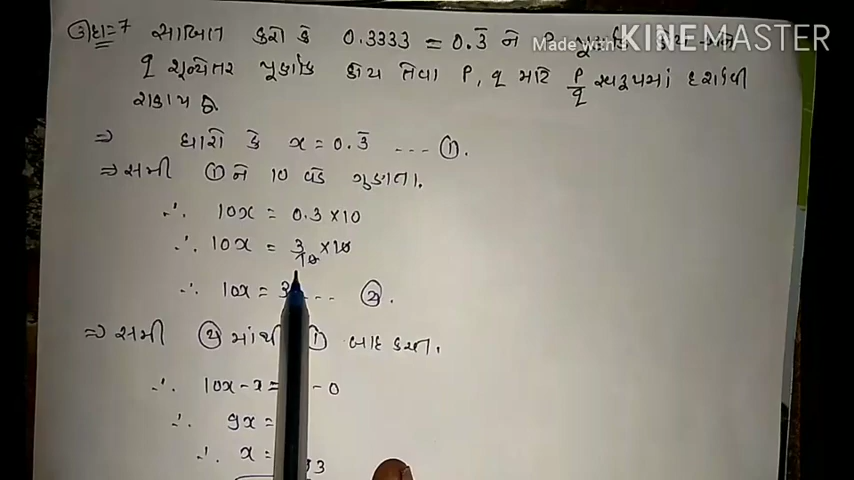 ઉદા=7 સાબિત કરો કે 0.3333 = 0.3̅ ને P પૂર્ણાંક
Made with KINEMASTER
q શૂન્યેતર પૂર્ણાંક હોય તેવા P, q માટે P/q સ્વરૂપમાં દર્શાવી
શકાય છે
⇒ ધારો કે x = 0.3̅ ... ①.
⇒ સમી ① ને 10 વડે ગુણતા.
∴ 10x = 0.3 × 10
∴ 10x = 3/10 × 10
∴ 10x = 3 ... ②.
⇒ સમી ② માંથી ① બાદ કરતા.
∴ 10x - x = - 0
∴ 9x =
∴ x = 33